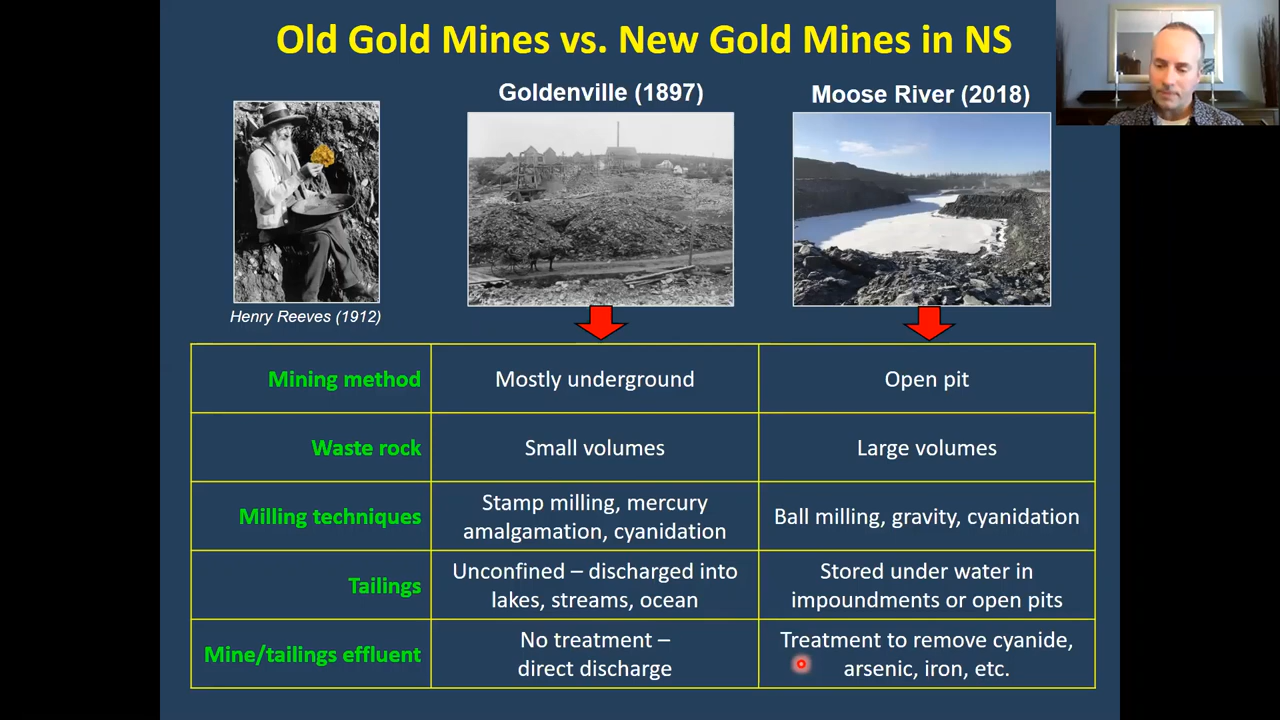 Old Gold Mines vs. New Gold Mines in NS
Goldenville (1897)
Moose River (2018)
Henry Reeves (1912)
Mining method
Mostly underground
Open pit
Waste rock
Small volumes
Large volumes
Milling techniques
Stamp milling, mercury
amalgamation, cyanidation
Ball milling, gravity, cyanidation
Tailings
Unconfined – discharged into
lakes, streams, ocean
Stored under water in
impoundments or open pits
Mine/tailings effluent
No treatment –
direct discharge
Treatment to remove cyanide,
arsenic, iron, etc.